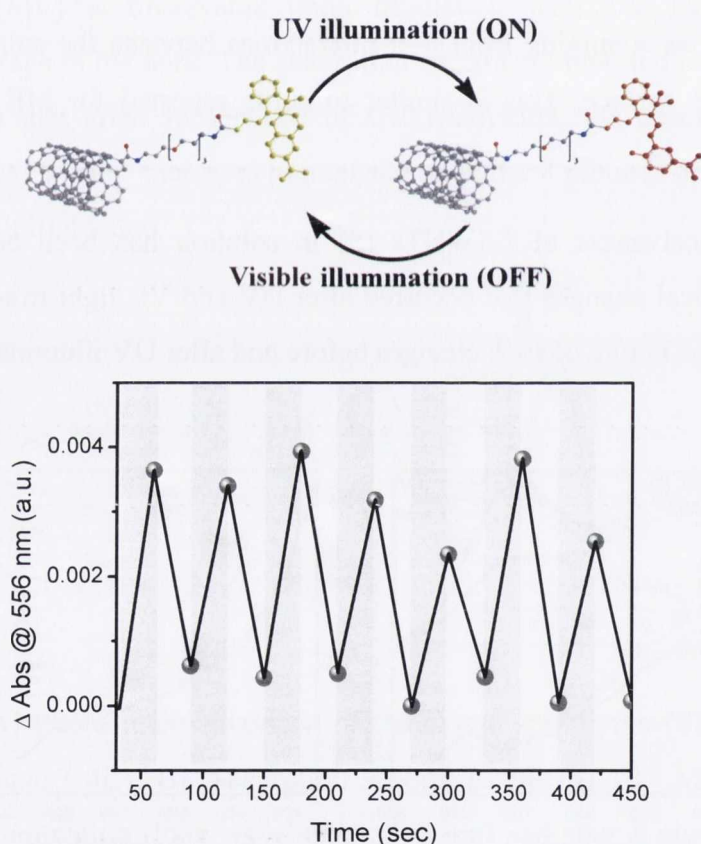 UV illumination (ON)
Visible illumination (OFF)
Δ Abs @ 556 nm (a.u.)
0.004
0.002
0.000
50 100 150 200 250 300 350 400 450
Time (sec)